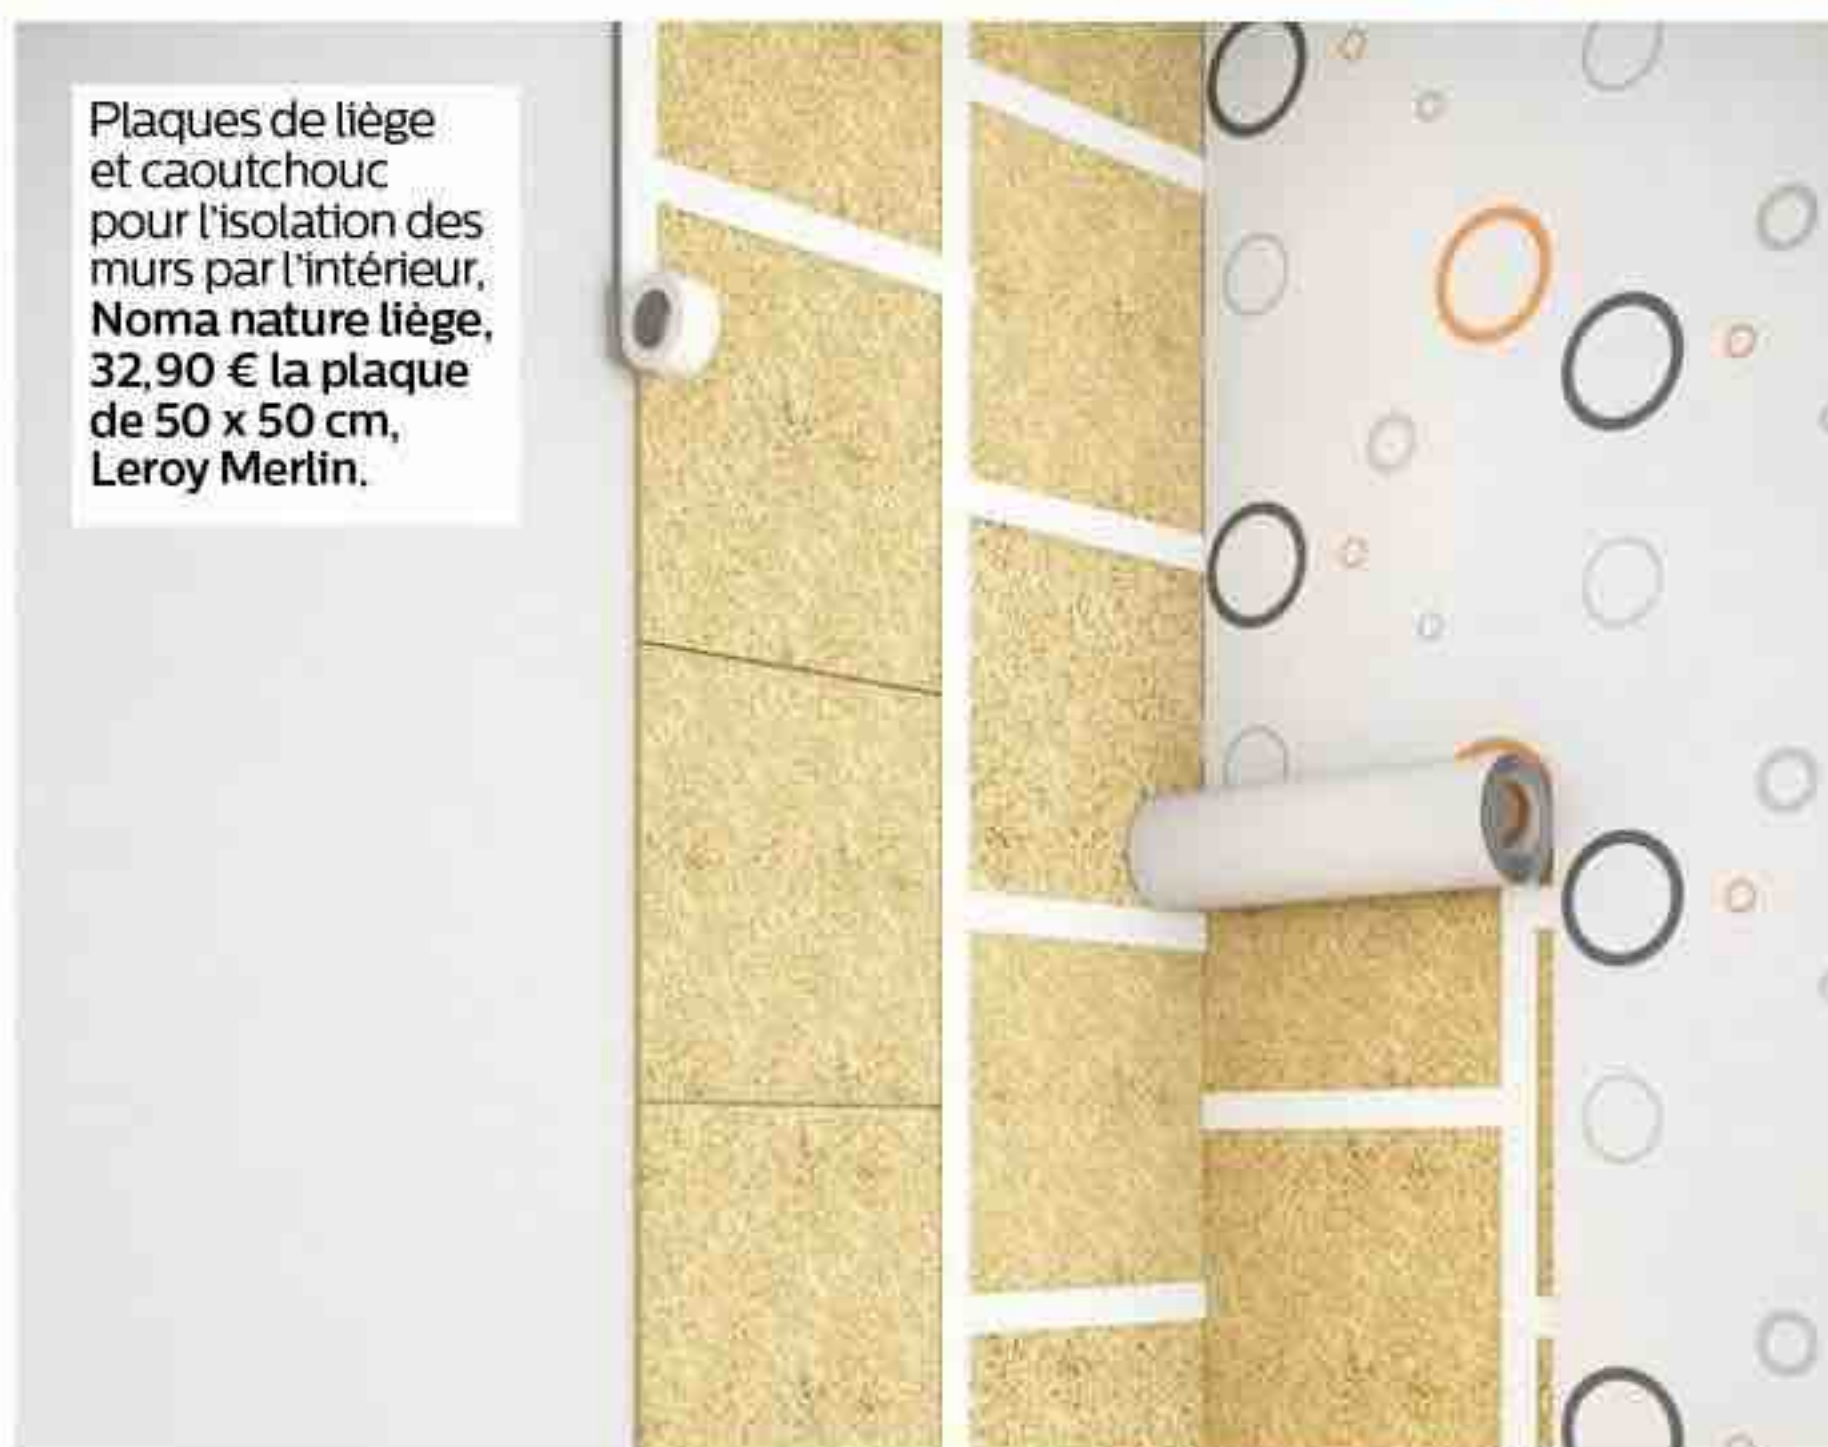 Plaques de liège
et caoutchouc
pour l'isolation des
murs par l'intérieur,
Noma nature liège,
32,90 € la plaque
de 50 x 50 cm,
Leroy Merlin.